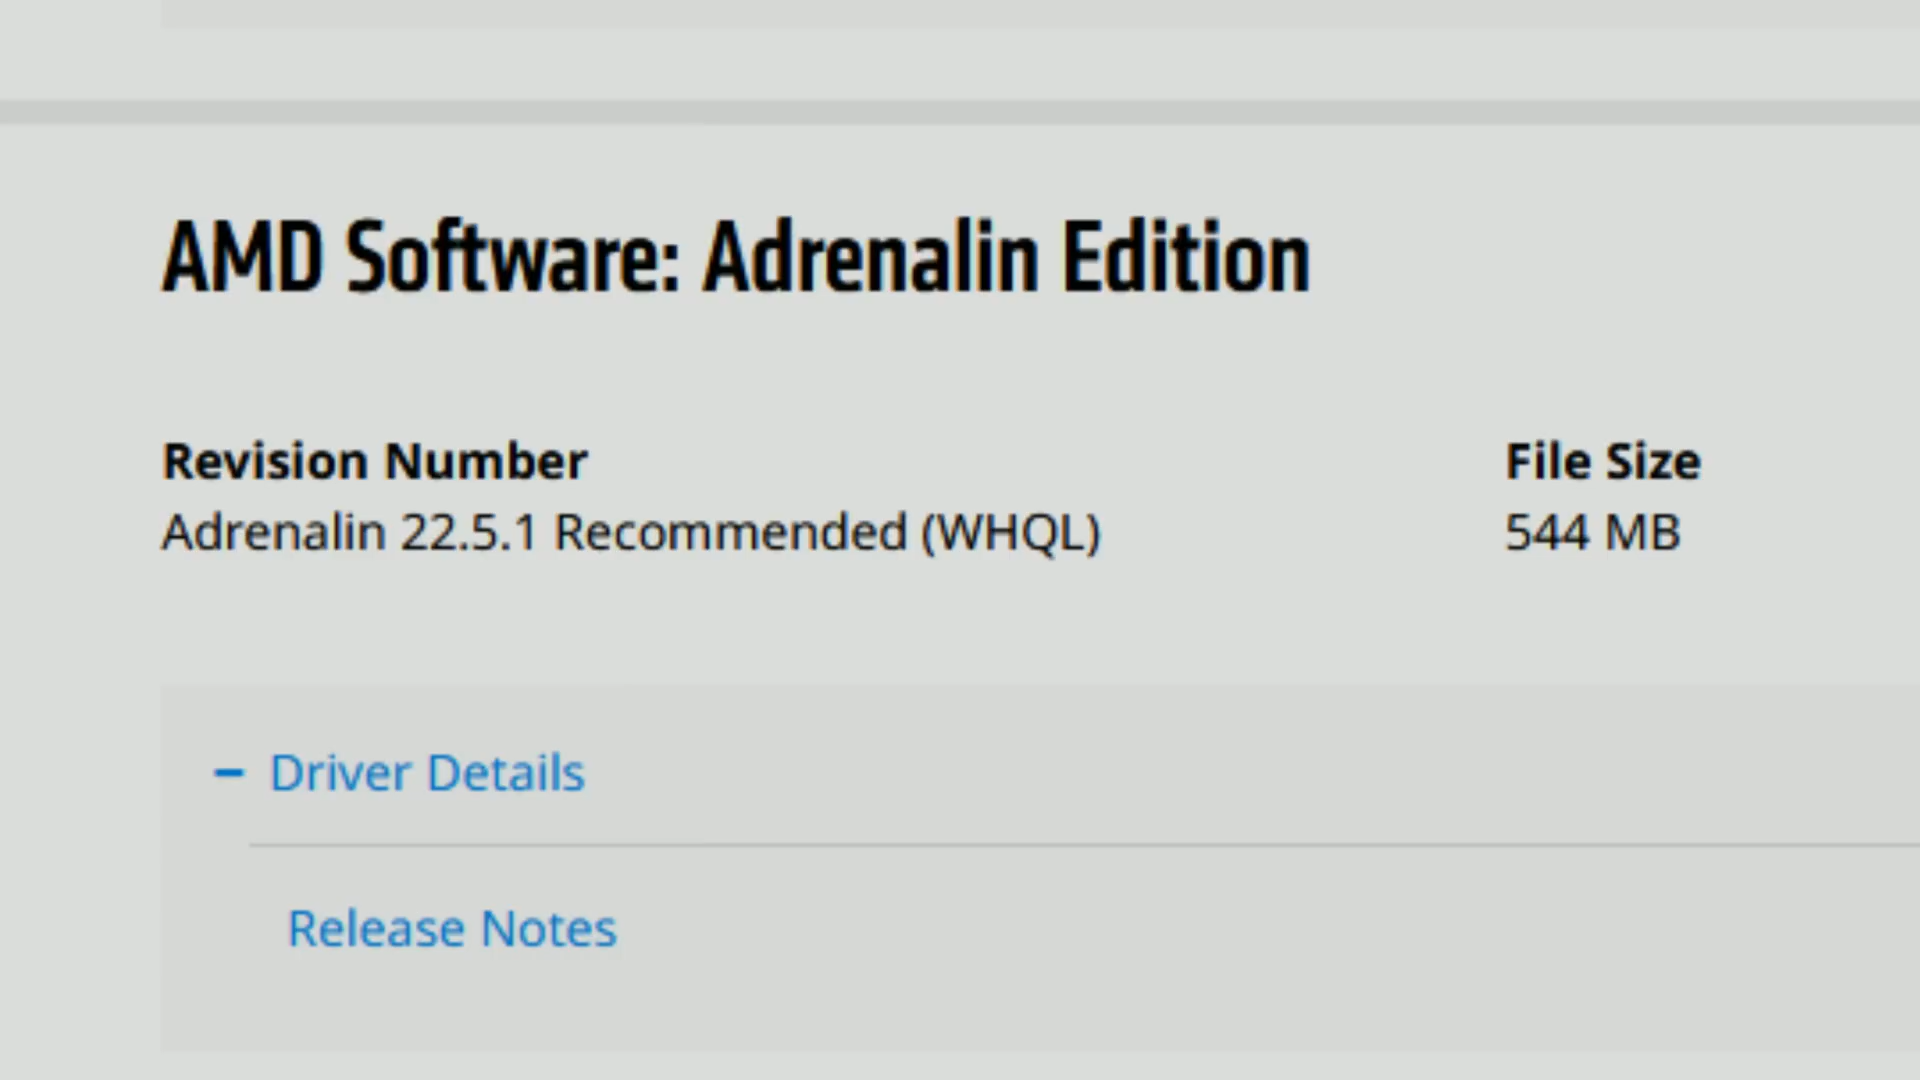 AMD Software: Adrenalin Edition
Revision Number
File Size
Adrenalin 22.5.1 Recommended (WHQL)
544 MB
– Driver Details
Release Notes